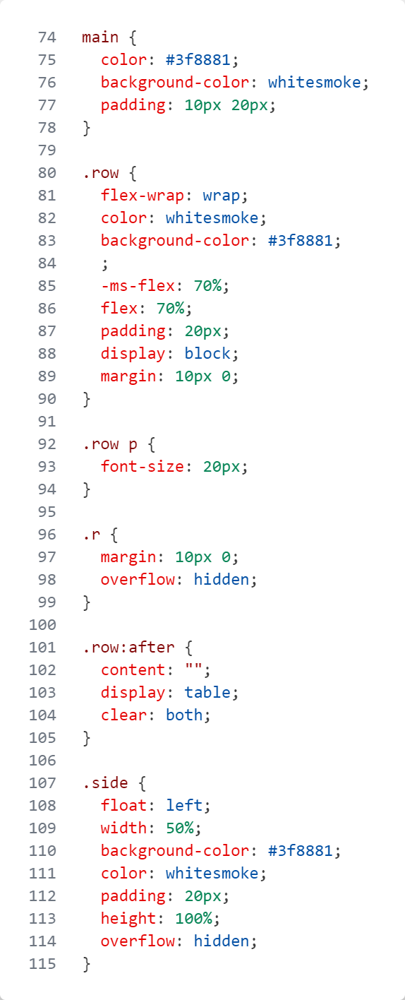 74 main {
75   color: #3f8881;
76   background-color: whitesmoke;
77   padding: 10px 20px;
78 }
79
80 .row {
81   flex-wrap: wrap;
82   color: whitesmoke;
83   background-color: #3f8881;
84   ;
85   -ms-flex: 70%;
86   flex: 70%;
87   padding: 20px;
88   display: block;
89   margin: 10px 0;
90 }
91
92 .row p {
93   font-size: 20px;
94 }
95
96 .r {
97   margin: 10px 0;
98   overflow: hidden;
99 }
100
101 .row:after {
102   content: "";
103   display: table;
104   clear: both;
105 }
106
107 .side {
108   float: left;
109   width: 50%;
110   background-color: #3f8881;
111   color: whitesmoke;
112   padding: 20px;
113   height: 100%;
114   overflow: hidden;
115 }